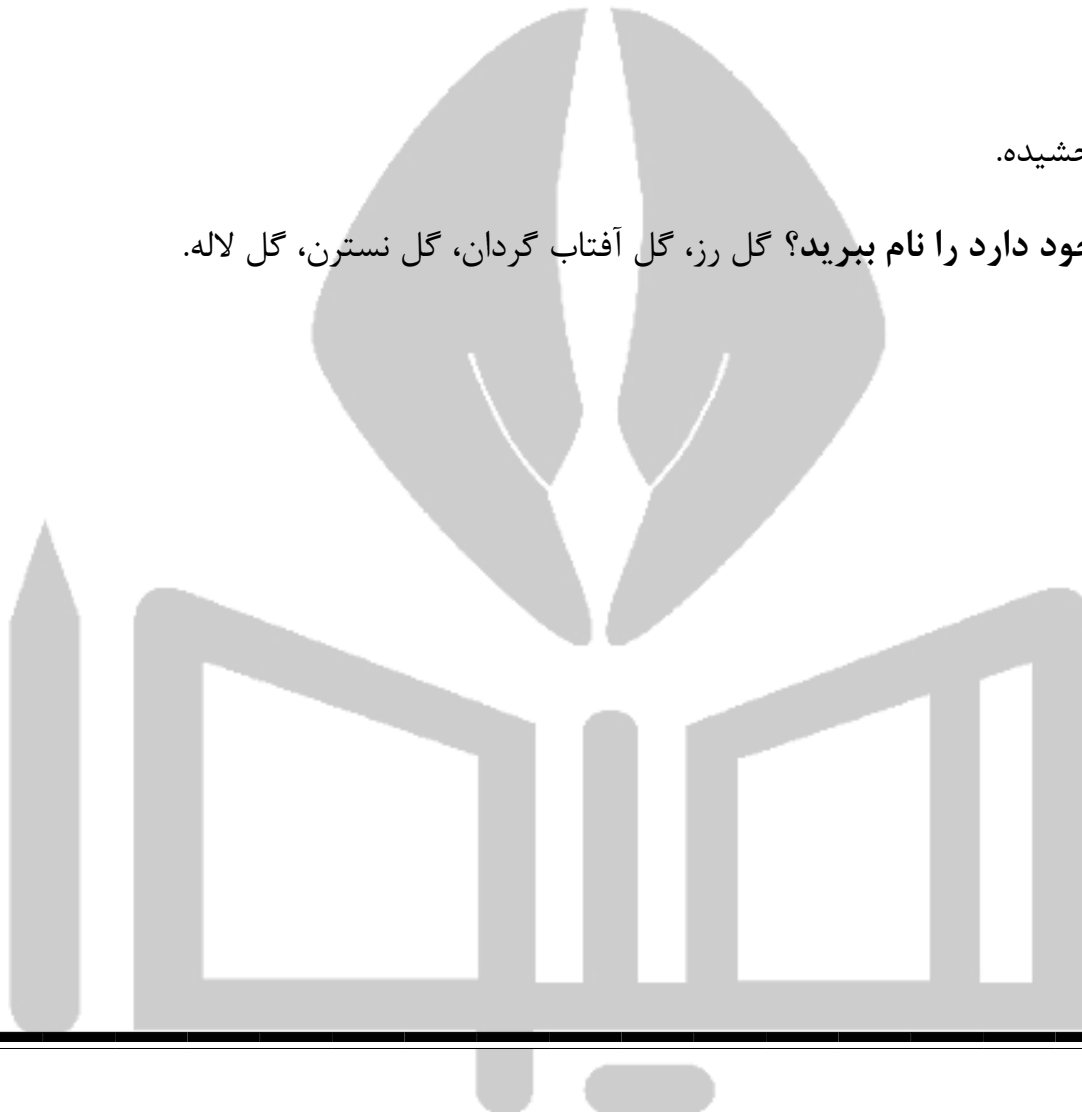 دارد را نام ببرید؟ گل رز، گل آفتاب گردان، گل نسترن، گل لاله.